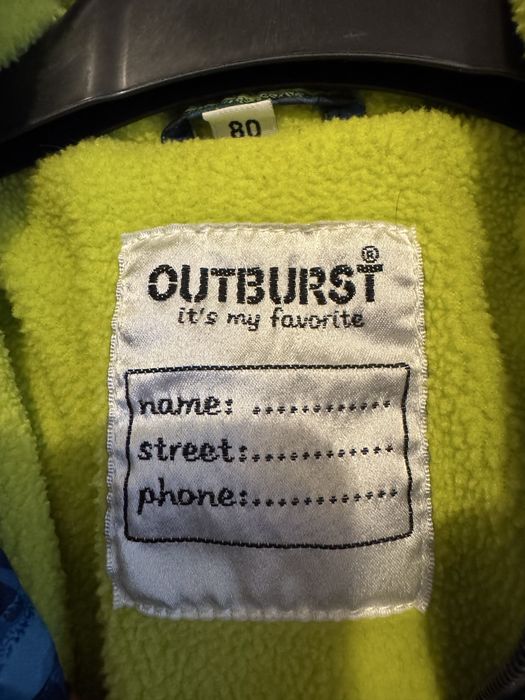 80
OUTBURST®
it's my favorite
name: ............
street:............
phone:............